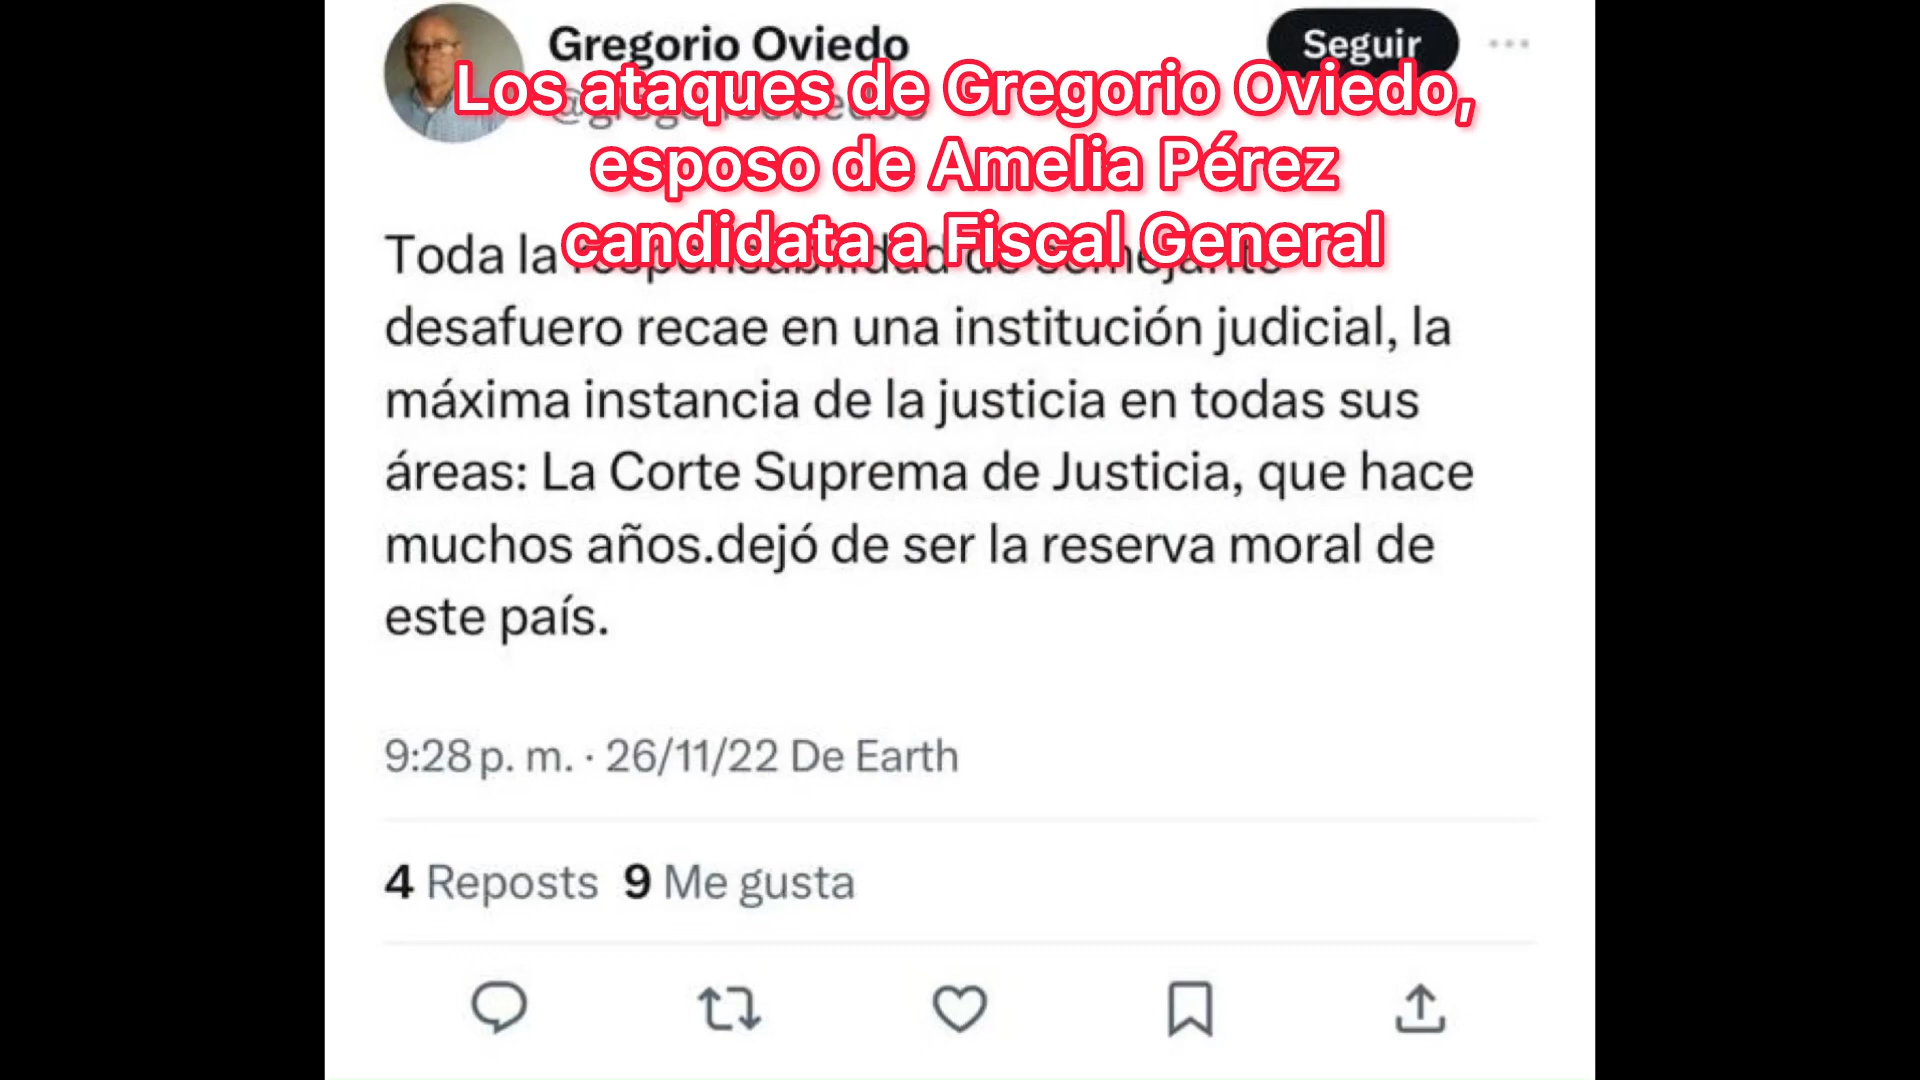 Gregorio Oviedo
Seguir
Los ataques de Gregorio Oviedo,
esposo de Amelia Pérez
candidata a Fiscal General
Toda la
desafuero recae en una institución judicial, la
máxima instancia de la justicia en todas sus
áreas: La Corte Suprema de Justicia, que hace
muchos años.dejó de ser la reserva moral de
este país.
9:28 p. m. · 26/11/22 De Earth
4 Reposts 9 Me gusta